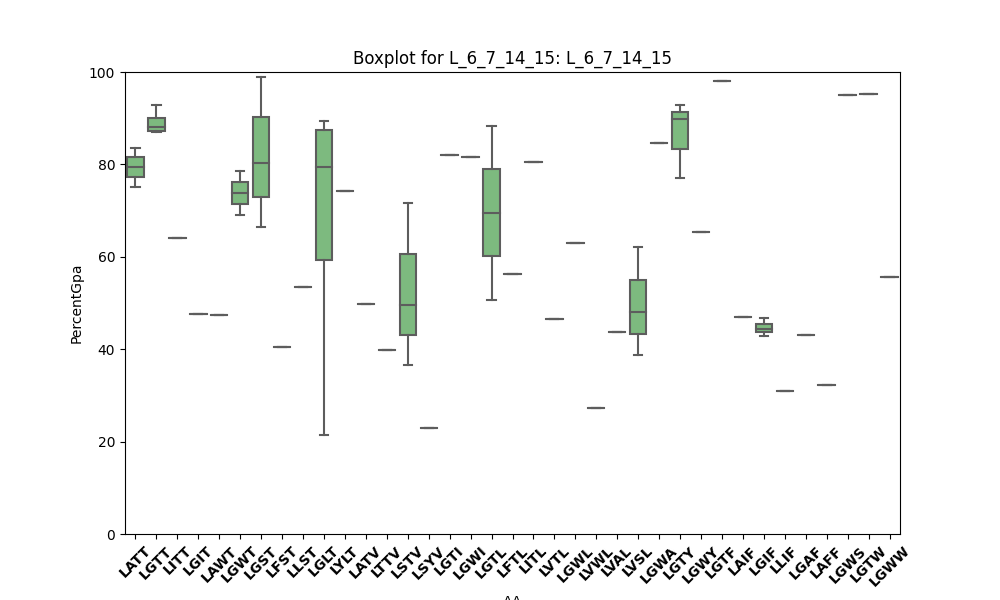 Boxplot for L_6_7_14_15: L_6_7_14_15
PercentGpa
100
80
60
40
20
0
LATT
LGTT
LITT
LGIT
LAWT
LGWT
LGST
LFST
LLST
LGLT
LYLT
LATV
LTTV
LSTV
LSYV
LGTI
LGWI
LGTL
LFTL
LITL
LVTL
LGWL
LVWL
LVAL
LVSL
LGWA
LGTY
LGWY
LGTF
LAIF
LGIF
LLIF
LGAF
LAFF
LGWS
LGTW
LGWW
AA